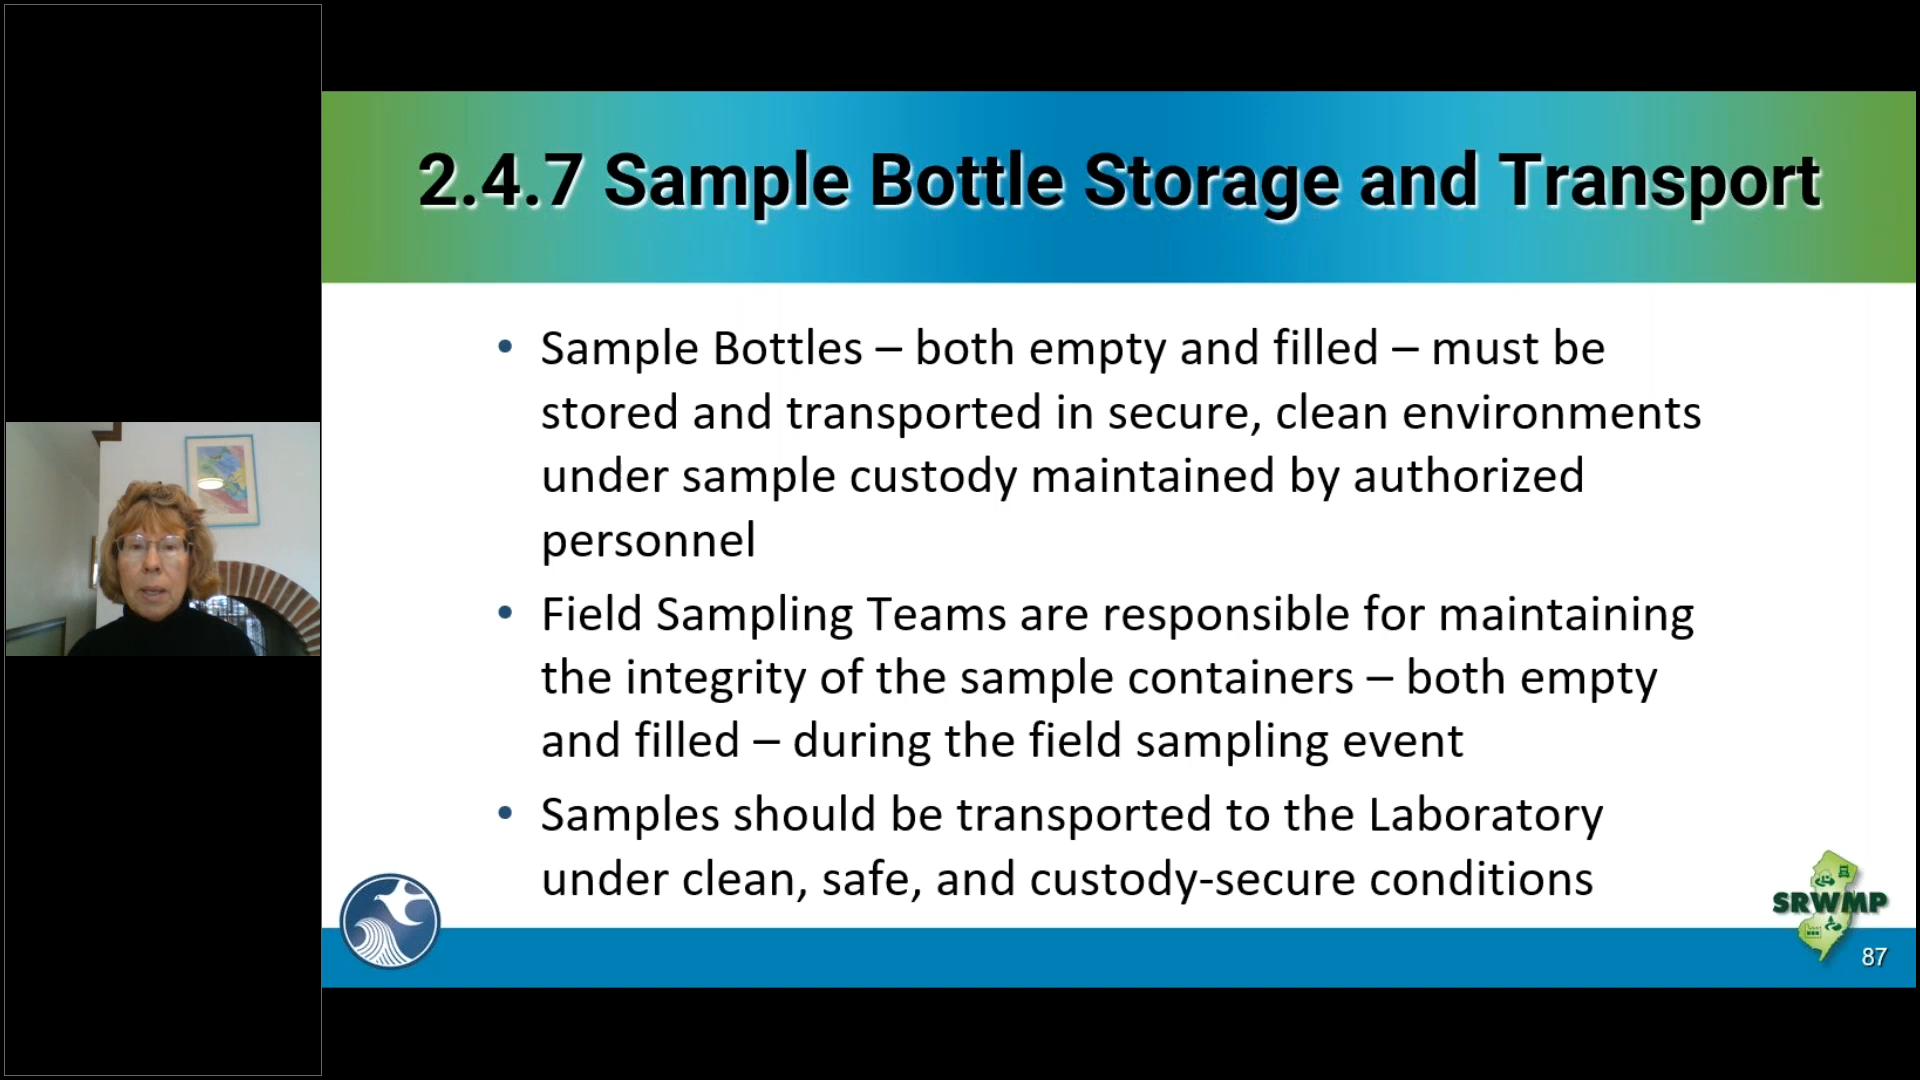 2.4.7 Sample Bottle Storage and Transport
• Sample Bottles – both empty and filled – must be
stored and transported in secure, clean environments
under sample custody maintained by authorized
personnel
• Field Sampling Teams are responsible for maintaining
the integrity of the sample containers – both empty
and filled – during the field sampling event
• Samples should be transported to the Laboratory
under clean, safe, and custody-secure conditions
SRWMP
87